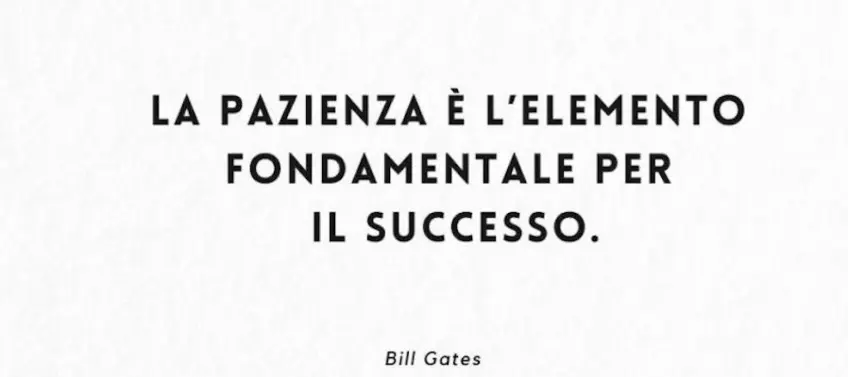 LA PAZIENZA È L'ELEMENTO
FONDAMENTALE PER
IL SUCCESSO.
Bill Gates